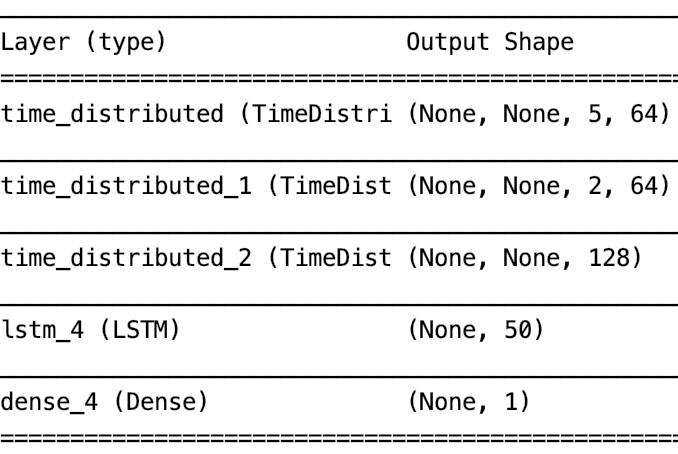 Layer (type) Output Shape
=================================================
time_distributed (TimeDistri (None, None, 5, 64)
time_distributed_1 (TimeDist (None, None, 2, 64)
time_distributed_2 (TimeDist (None, None, 128)
lstm_4 (LSTM) (None, 50)
dense_4 (Dense) (None, 1)
=================================================